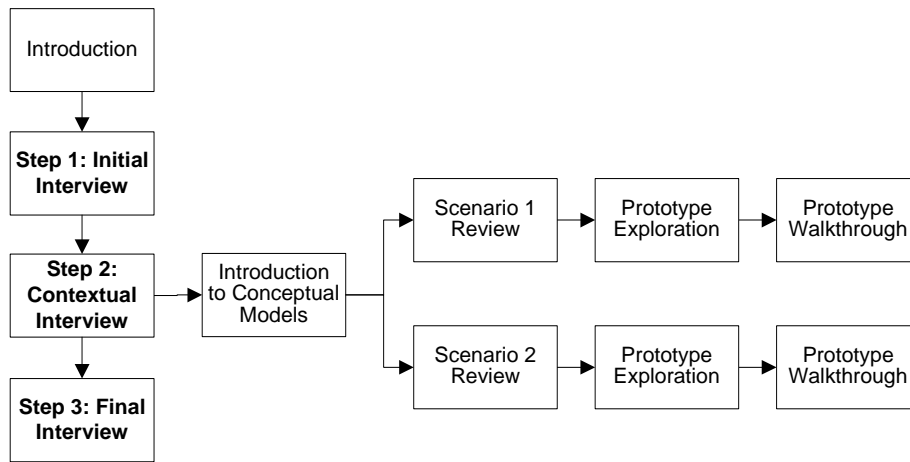 Introduction
Step 1: Initial
Interview
Step 2:
Contextual
Interview
Step 3: Final
Interview
Introduction
to Conceptual
Models
Scenario 1
Review
Prototype
Exploration
Prototype
Walkthrough
Scenario 2
Review
Prototype
Exploration
Prototype
Walkthrough